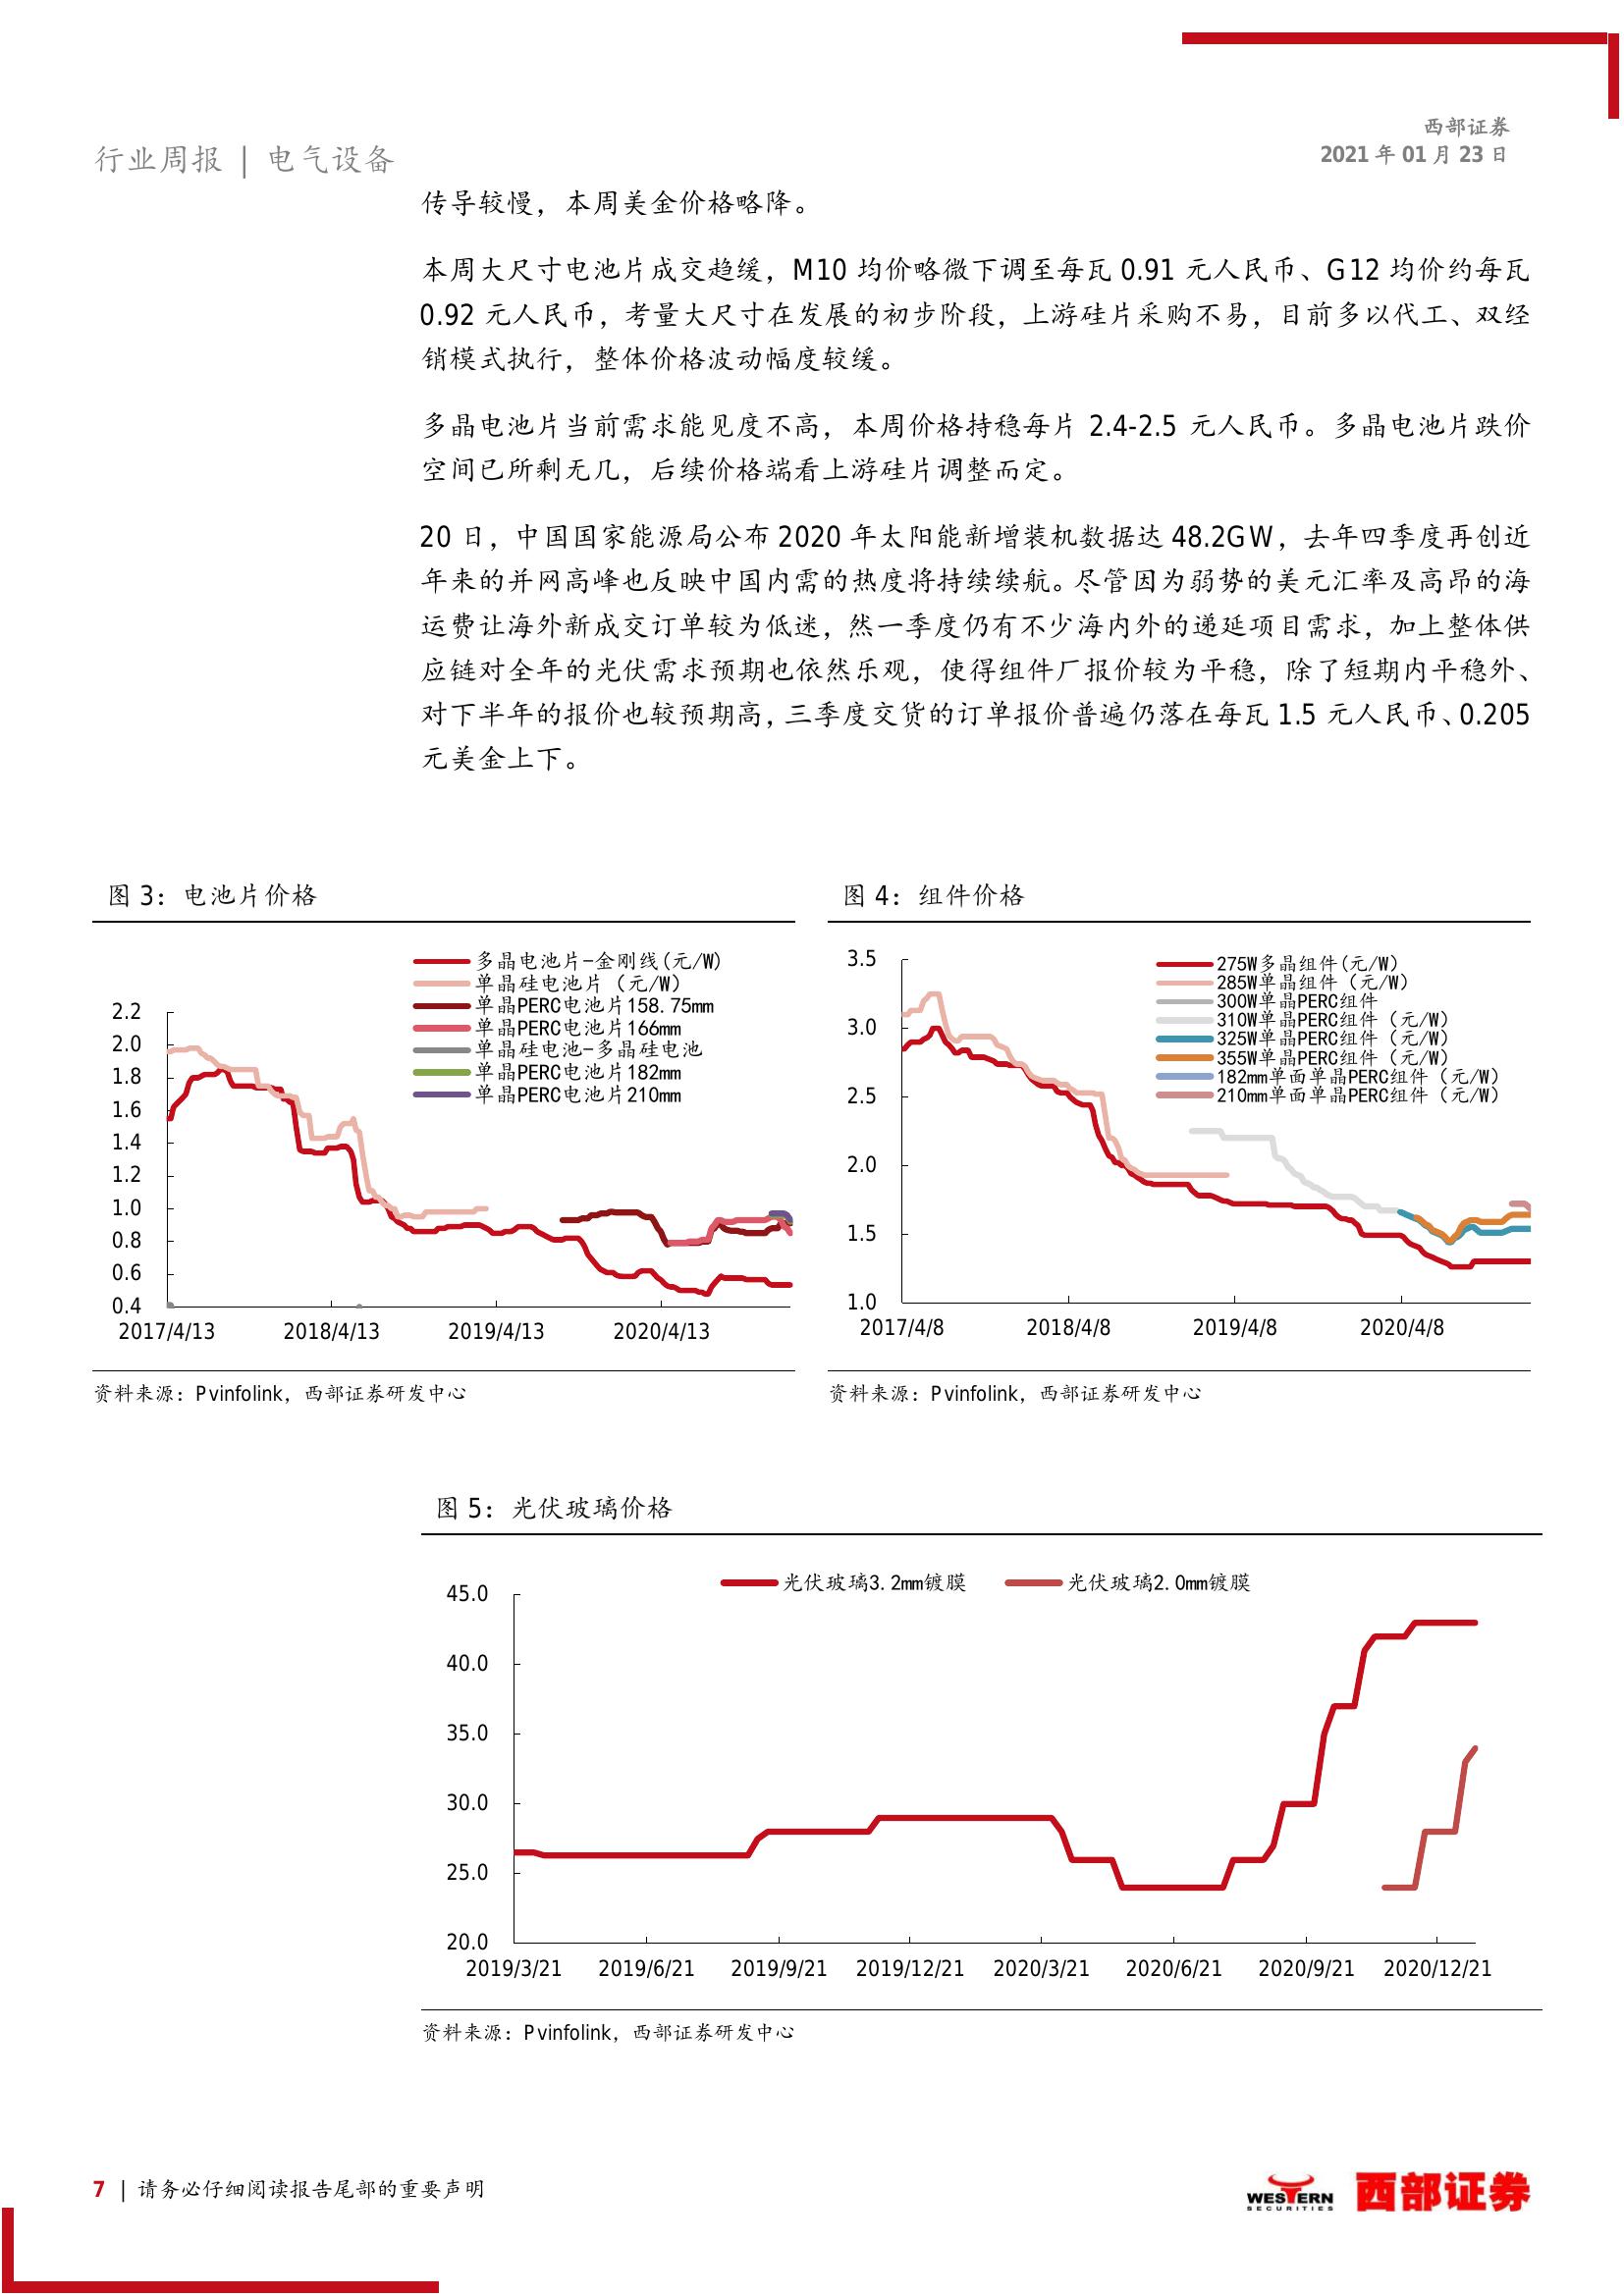 西部证券
2021 年 01 月 23 日
行业周报 | 电气设备
传导较慢，本周美金价格略降。
本周大尺寸电池片成交趋缓，M10 均价略微下调至每瓦 0.91 元人民币、G12 均价约每瓦
0.92 元人民币，考量大尺寸在发展的初步阶段，上游硅片采购不易，目前多以代工、双经
销模式执行，整体价格波动幅度较缓。
多晶电池片当前需求能见度不高，本周价格持稳每片 2.4-2.5 元人民币。多晶电池片跌价
空间已所剩无几，后续价格端看上游硅片调整而定。
20 日，中国国家能源局公布 2020 年太阳能新增装机数据达 48.2GW，去年四季度再创近
年来的并网高峰也反映中国内需的热度将持续续航。尽管因为弱势的美元汇率及高昂的海
运费让海外新成交订单较为低迷，然一季度仍有不少海内外的递延项目需求，加上整体供
应链对全年的光伏需求预期也依然乐观，使得组件厂报价较为平稳，除了短期内平稳外、
对下半年的报价也较预期高，三季度交货的订单报价普遍仍落在每瓦 1.5 元人民币、0.205
元美金上下。
图 3：电池片价格
多晶电池片-金刚线(元/W)
单晶硅电池片（元/W）
单晶PERC电池片158.75mm
单晶PERC电池片166mm
单晶硅电池-多晶硅电池
单晶PERC电池片182mm
单晶PERC电池片210mm
2.2
2.0
1.8
1.6
1.4
1.2
1.0
0.8
0.6
0.4
2017/4/13 2018/4/13 2019/4/13 2020/4/13
资料来源：Pvinfolink，西部证券研发中心
图 4：组件价格
275W多晶组件(元/W)
285W单晶组件（元/W）
300W单晶PERC组件
310W单晶PERC组件（元/W）
325W单晶PERC组件（元/W）
355W单晶PERC组件（元/W）
182mm单面单晶PERC组件（元/W）
210mm单面单晶PERC组件（元/W）
3.5
3.0
2.5
2.0
1.5
1.0
2017/4/8 2018/4/8 2019/4/8 2020/4/8
资料来源：Pvinfolink，西部证券研发中心
图 5：光伏玻璃价格
光伏玻璃3.2mm镀膜 光伏玻璃2.0mm镀膜
45.0
40.0
35.0
30.0
25.0
20.0
2019/3/21 2019/6/21 2019/9/21 2019/12/21 2020/3/21 2020/6/21 2020/9/21 2020/12/21
资料来源：Pvinfolink，西部证券研发中心
7 | 请务必仔细阅读报告尾部的重要声明
WESTERN
SECURITIES
西部证券